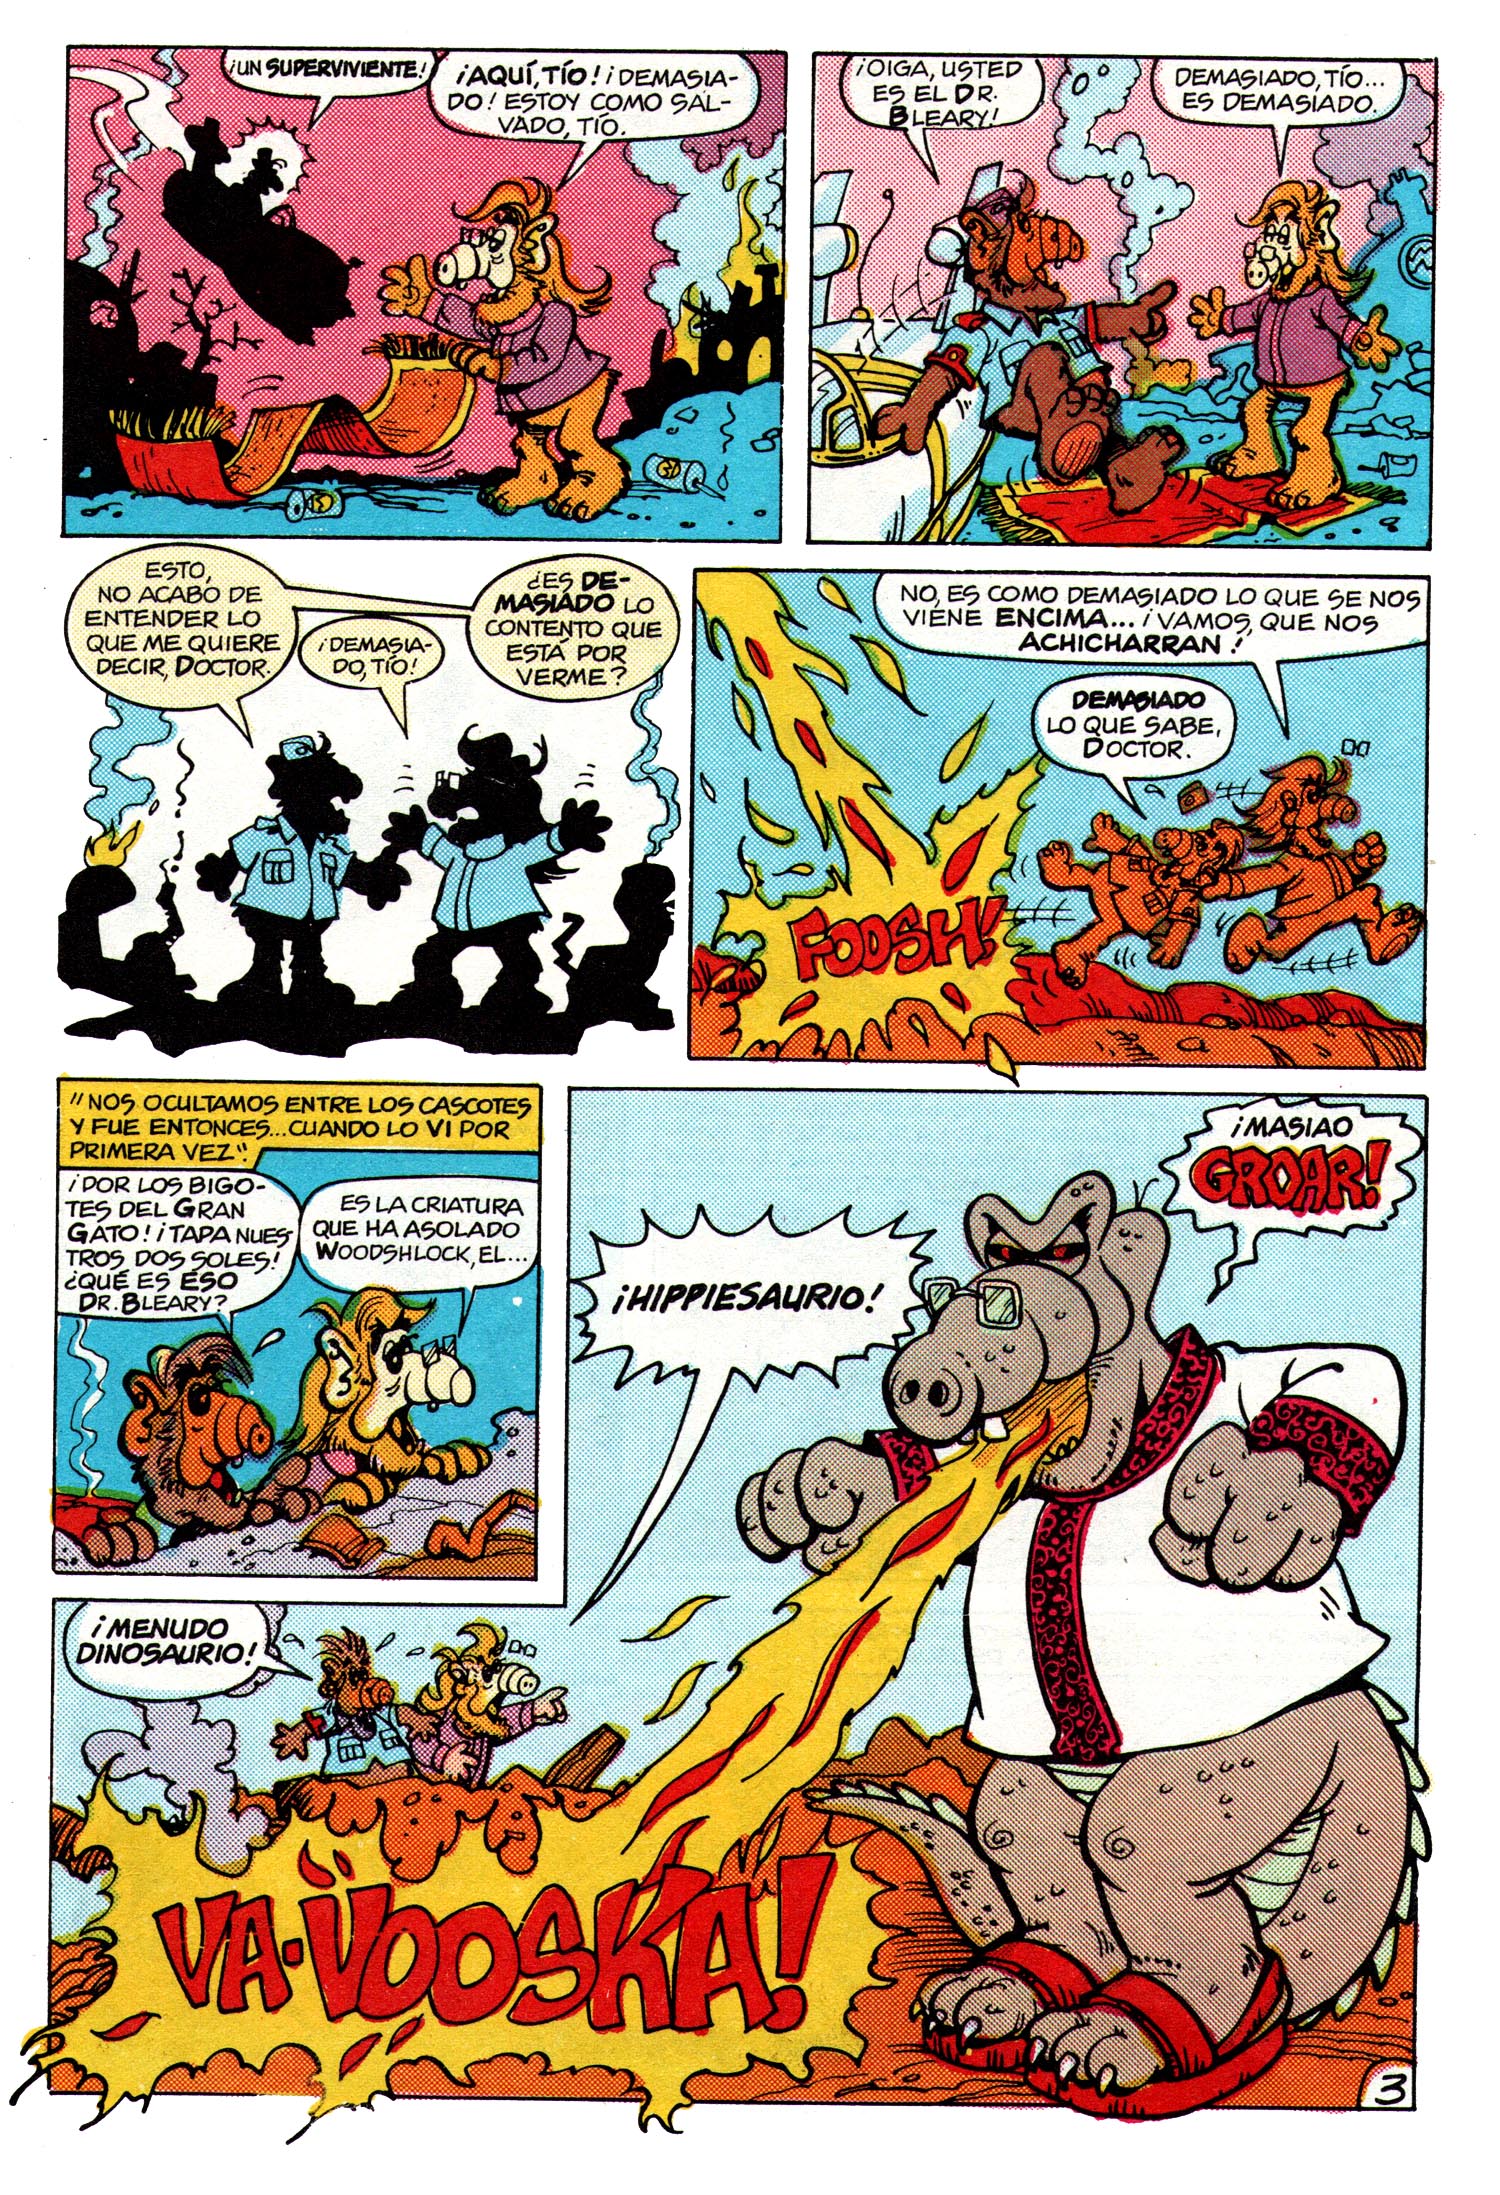 ¡UN SUPERVIVIENTE!
¡AQUÍ, TÍO! ¡DEMASIA-
DO! ESTOY COMO SAL-
VADO, TÍO.
¡OIGA, USTED
ES EL DR.
BLEARY!
DEMASIADO, TÍO...
ES DEMASIADO.
ESTO,
NO ACABO DE
ENTENDER LO
QUE ME QUIERE
DECIR, DOCTOR.
¡DEMASIA-
DO, TÍO!
¿ES DE-
MASIADO LO
CONTENTO QUE
ESTÁ POR
VERME?
NO, ES COMO DEMASIADO LO QUE SE NOS
VIENE ENCIMA... ¡VAMOS, QUE NOS
ACHICHARRAN!
DEMASIADO
LO QUE SABE,
DOCTOR.
FOOSH!
"NOS OCULTAMOS ENTRE LOS CASCOTES
Y FUE ENTONCES...CUANDO LO VI POR
PRIMERA VEZ".
¡POR LOS BIGO-
TES DEL GRAN
GATO! ¡TAPA NUES-
TROS DOS SOLES!
¿QUÉ ES ESO
DR. BLEARY?
ES LA CRIATURA
QUE HA ASOLADO
WOODSHLOCK, EL...
¡HIPPIESAURIO!
¡MASIAO
GROAR!
¡MENUDO
DINOSAURIO!
VA-VOOSKA!
3